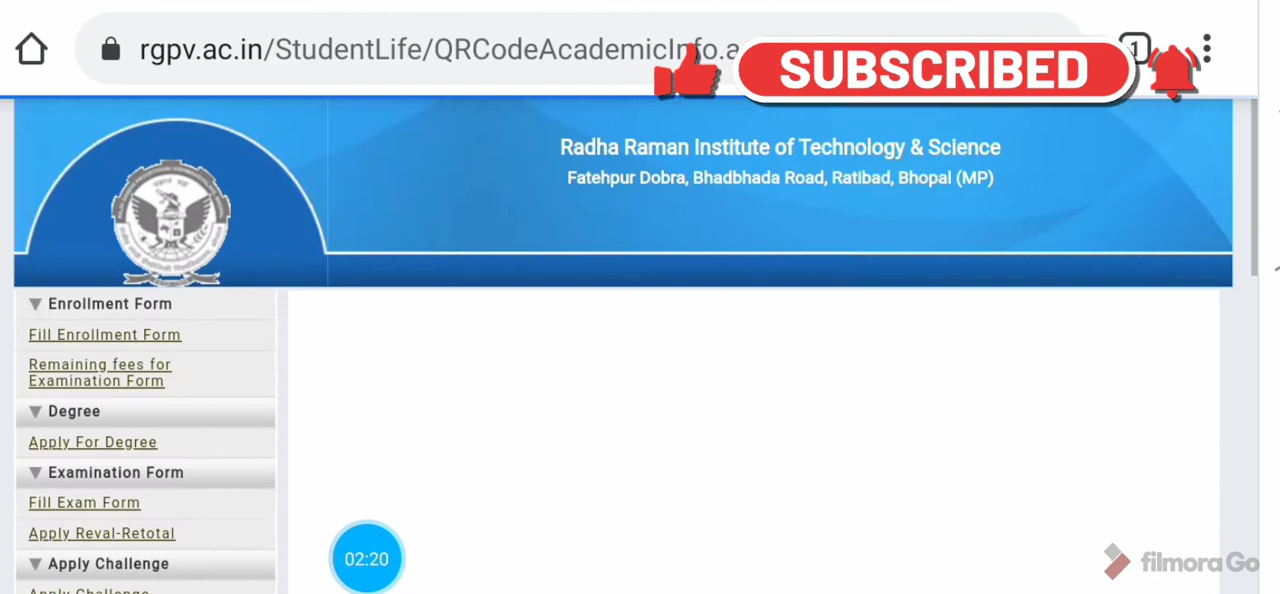 rgpv.ac.in/StudentLife/QRCodeAcademicInfo.a
1
SUBSCRIBED
Radha Raman Institute of Technology & Science
Fatehpur Dobra, Bhadbhada Road, Ratibad, Bhopal (MP)
Enrollment Form
Fill Enrollment Form
Remaining fees for
Examination Form
Degree
Apply For Degree
Examination Form
Fill Exam Form
Apply Reval-Retotal
Apply Challenge
Apply Challenge
02:20
filmoraGo